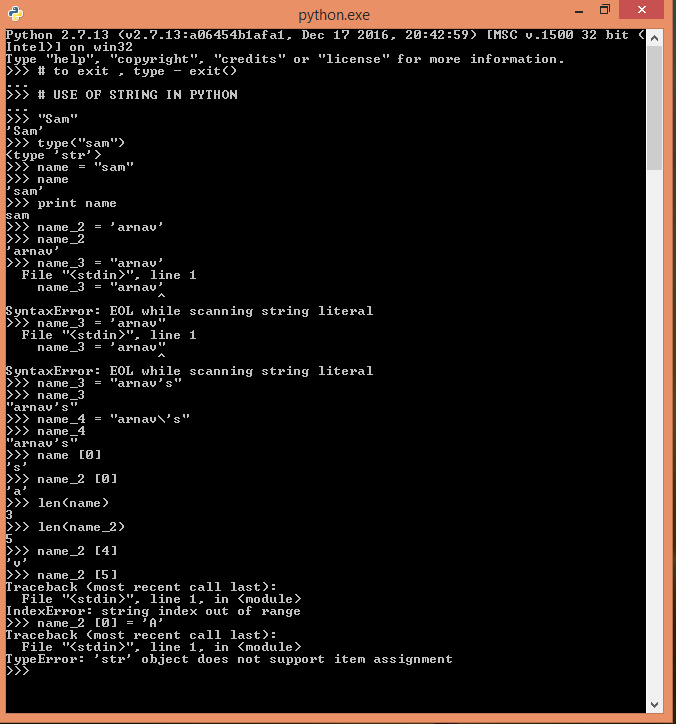 python.exe
Python 2.7.13 (v2.7.13:a06454b1afa1, Dec 17 2016, 20:42:59) [MSC v.1500 32 bit (
Intel)] on win32
Type "help", "copyright", "credits" or "license" for more information.
>>> # to exit , type - exit()
...
>>> # USE OF STRING IN PYTHON
...
>>> "Sam"
'Sam'
>>> type("sam")
<type 'str'>
>>> name = "sam"
>>> name
'sam'
>>> print name
sam
>>> name_2 = 'arnav'
>>> name_2
'arnav'
>>> name_3 = "arnav'
  File "<stdin>", line 1
    name_3 = "arnav'
                   ^
SyntaxError: EOL while scanning string literal
>>> name_3 = 'arnav"
  File "<stdin>", line 1
    name_3 = 'arnav"
                   ^
SyntaxError: EOL while scanning string literal
>>> name_3 = "arnav's"
>>> name_3
"arnav's"
>>> name_4 = "arnav\'s"
>>> name_4
"arnav's"
>>> name [0]
's'
>>> name_2 [0]
'a'
>>> len(name)
3
>>> len(name_2)
5
>>> name_2 [4]
'v'
>>> name_2 [5]
Traceback (most recent call last):
  File "<stdin>", line 1, in <module>
IndexError: string index out of range
>>> name_2 [0] = 'A'
Traceback (most recent call last):
  File "<stdin>", line 1, in <module>
TypeError: 'str' object does not support item assignment
>>>